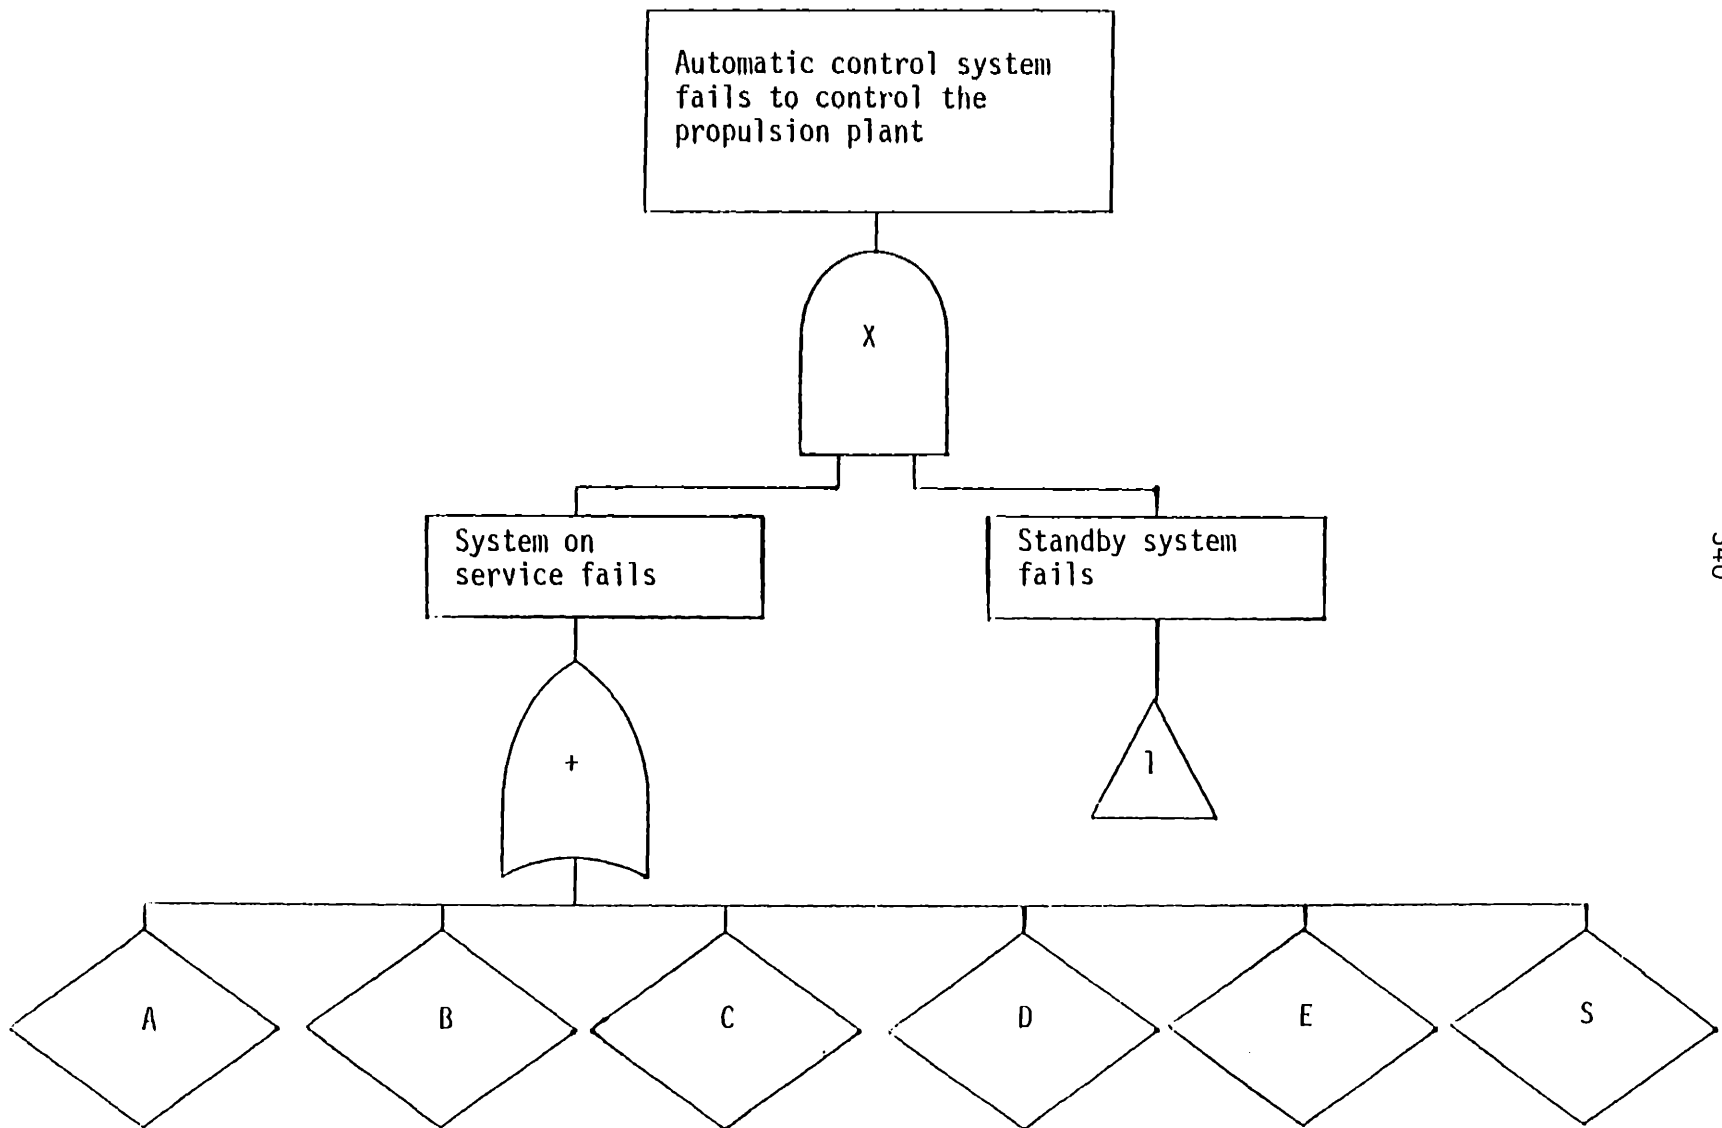 Automatic control system
fails to control the
propulsion plant
X
System on
service fails
Standby system
fails
+
1
A
B
C
D
E
S